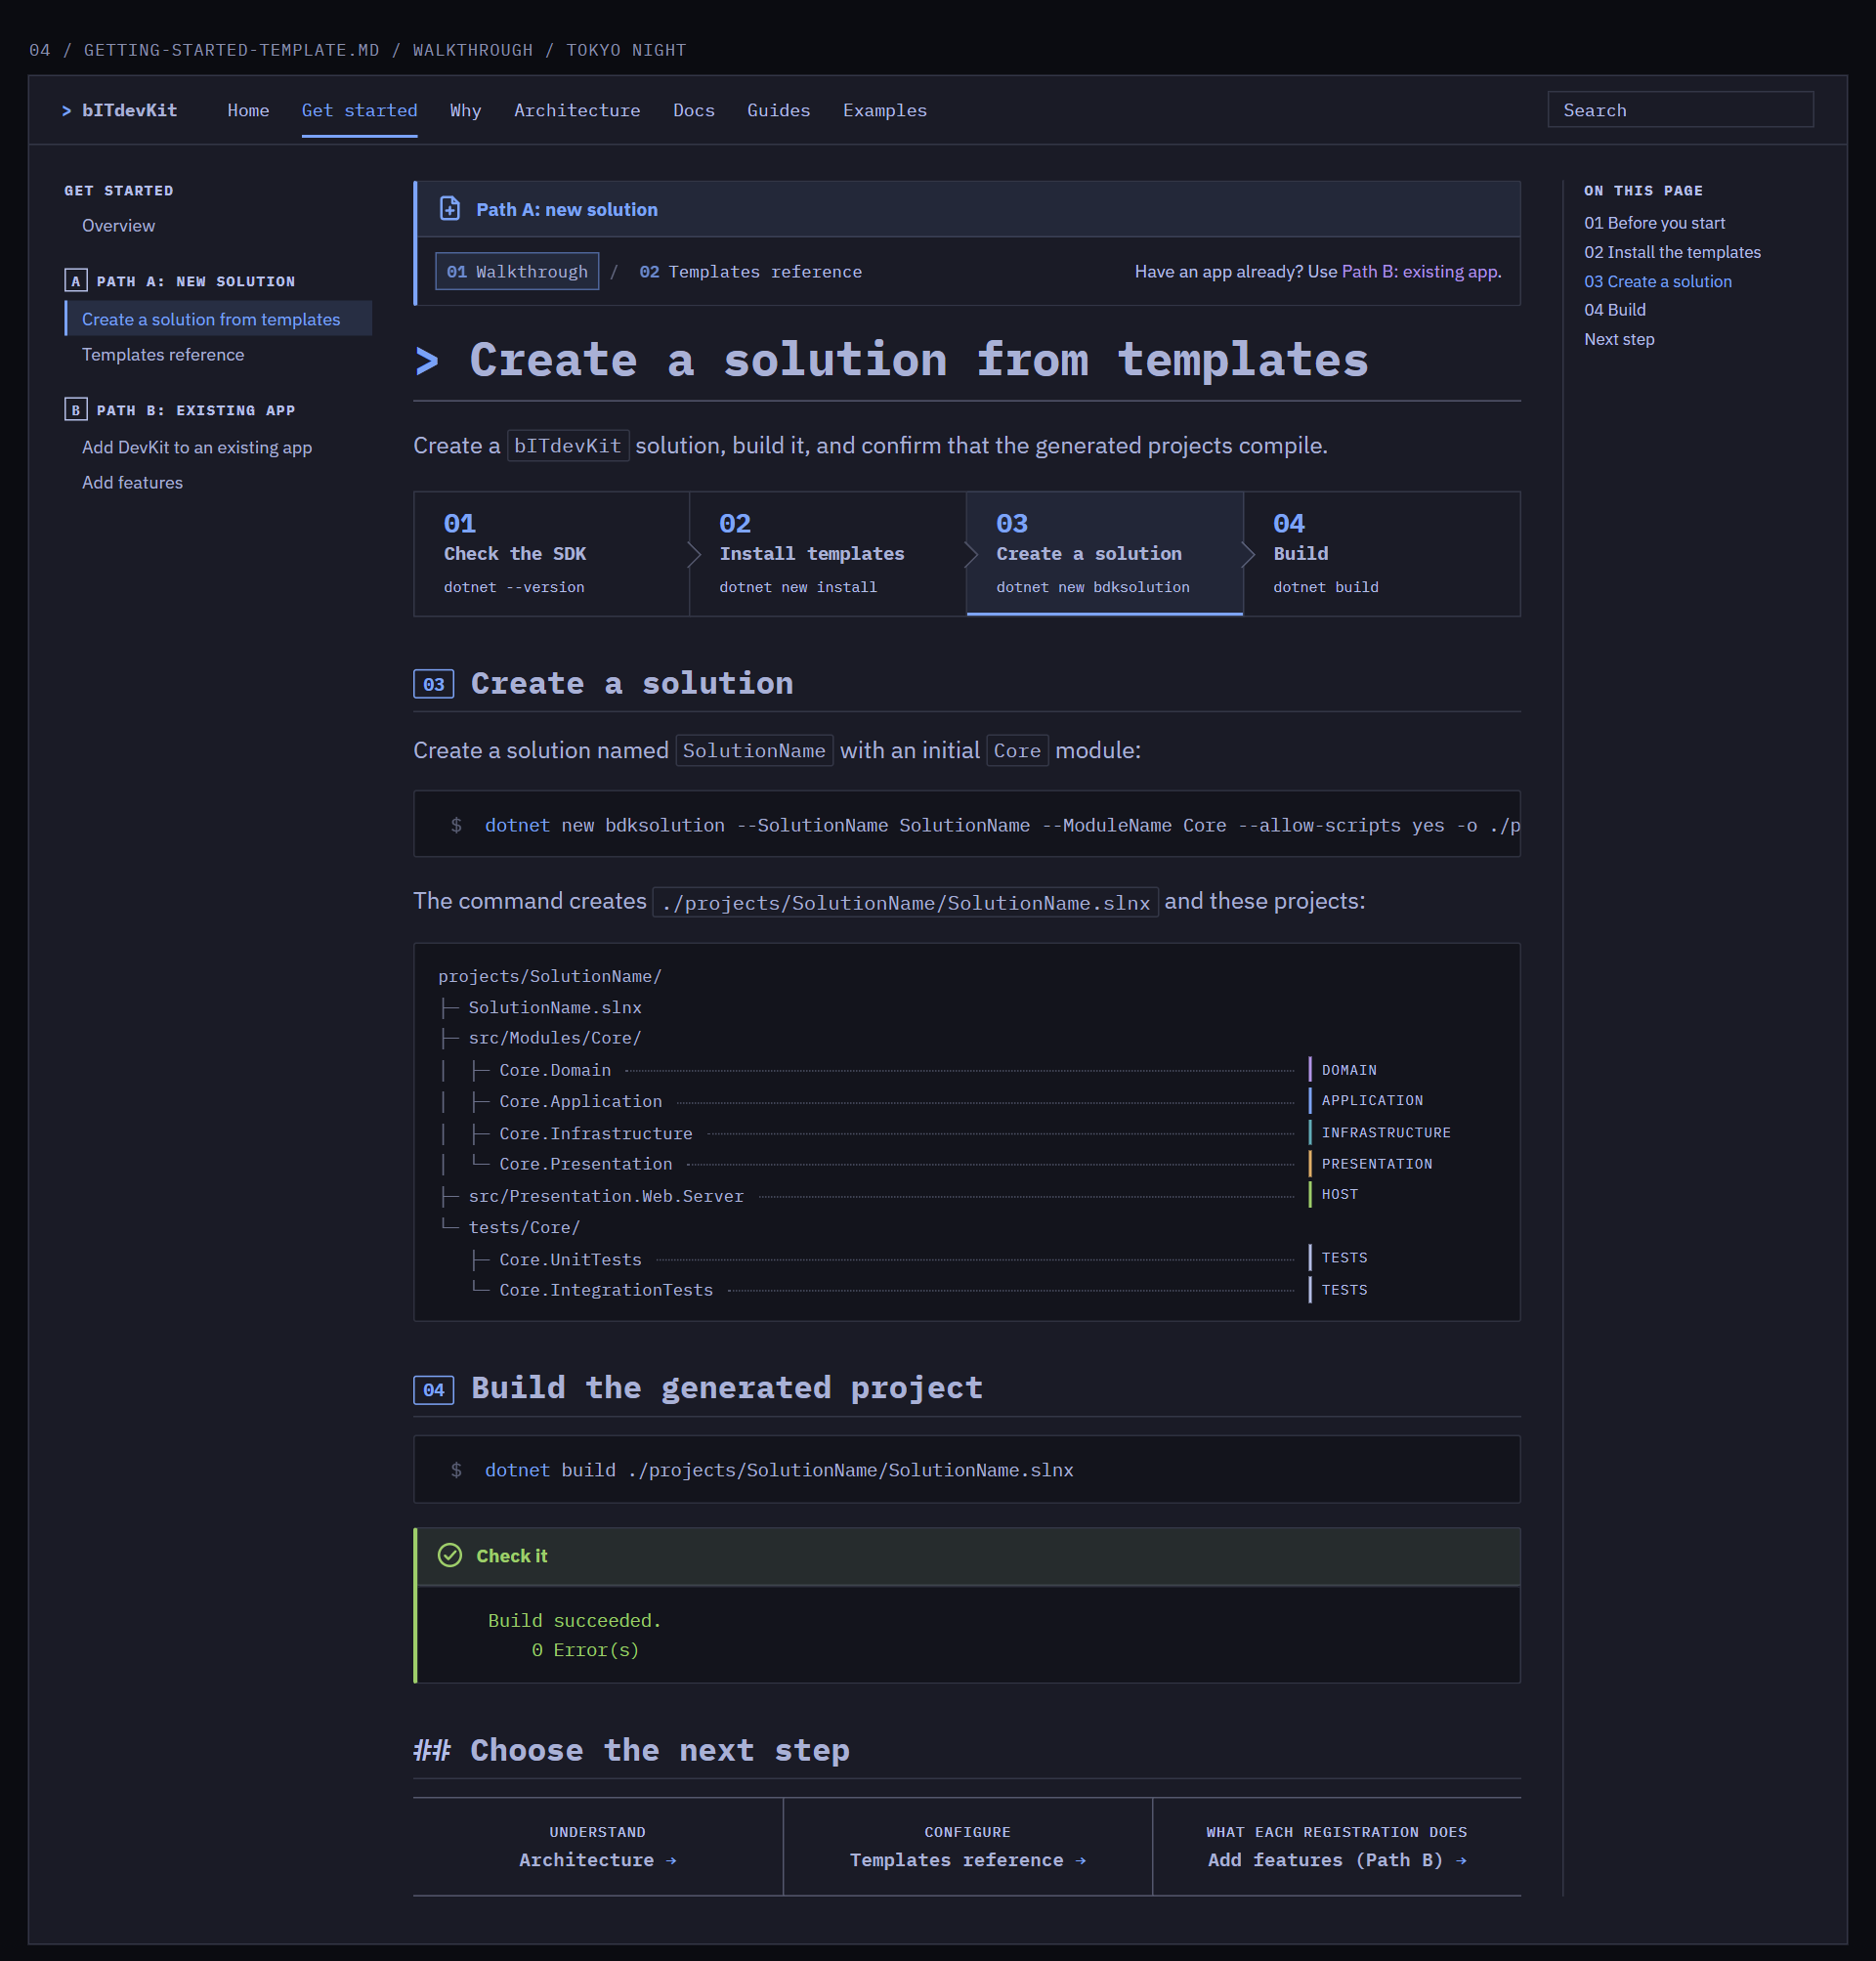 04 / GETTING-STARTED-TEMPLATE.MD / WALKTHROUGH / TOKYO NIGHT
> bITdevKit Home Get started Why Architecture Docs Guides Examples Search
GET STARTED
Overview
A PATH A: NEW SOLUTION
Create a solution from templates
Templates reference
B PATH B: EXISTING APP
Add DevKit to an existing app
Add features
Path A: new solution
01 Walkthrough / 02 Templates reference Have an app already? Use Path B: existing app.
> Create a solution from templates
Create a bITdevKit solution, build it, and confirm that the generated projects compile.
01
Check the SDK
dotnet --version
02
Install templates
dotnet new install
03
Create a solution
dotnet new bdksolution
04
Build
dotnet build
03 Create a solution
Create a solution named SolutionName with an initial Core module:
$ dotnet new bdksolution --SolutionName SolutionName --ModuleName Core --allow-scripts yes -o ./p
The command creates ./projects/SolutionName/SolutionName.slnx and these projects:
projects/SolutionName/
├─ SolutionName.slnx
├─ src/Modules/Core/
│  ├─ Core.Domain DOMAIN
│  ├─ Core.Application APPLICATION
│  ├─ Core.Infrastructure INFRASTRUCTURE
│  └─ Core.Presentation PRESENTATION
├─ src/Presentation.Web.Server HOST
└─ tests/Core/
   ├─ Core.UnitTests TESTS
   └─ Core.IntegrationTests TESTS
04 Build the generated project
$ dotnet build ./projects/SolutionName/SolutionName.slnx
Check it
Build succeeded.
    0 Error(s)
## Choose the next step
UNDERSTAND
Architecture →
CONFIGURE
Templates reference →
WHAT EACH REGISTRATION DOES
Add features (Path B) →
ON THIS PAGE
01 Before you start
02 Install the templates
03 Create a solution
04 Build
Next step